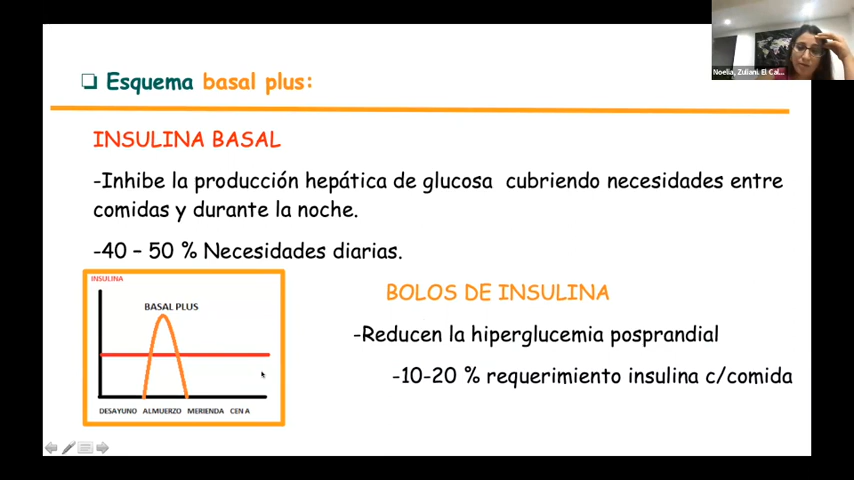 Noelia, Zuliani. El Cal...
❏ Esquema basal plus:
INSULINA BASAL
-Inhibe la producción hepática de glucosa cubriendo necesidades entre
comidas y durante la noche.
-40 – 50 % Necesidades diarias.
INSULINA
BASAL PLUS
DESAYUNO ALMUERZO MERIENDA CENA
BOLOS DE INSULINA
-Reducen la hiperglucemia posprandial
-10-20 % requerimiento insulina c/comida